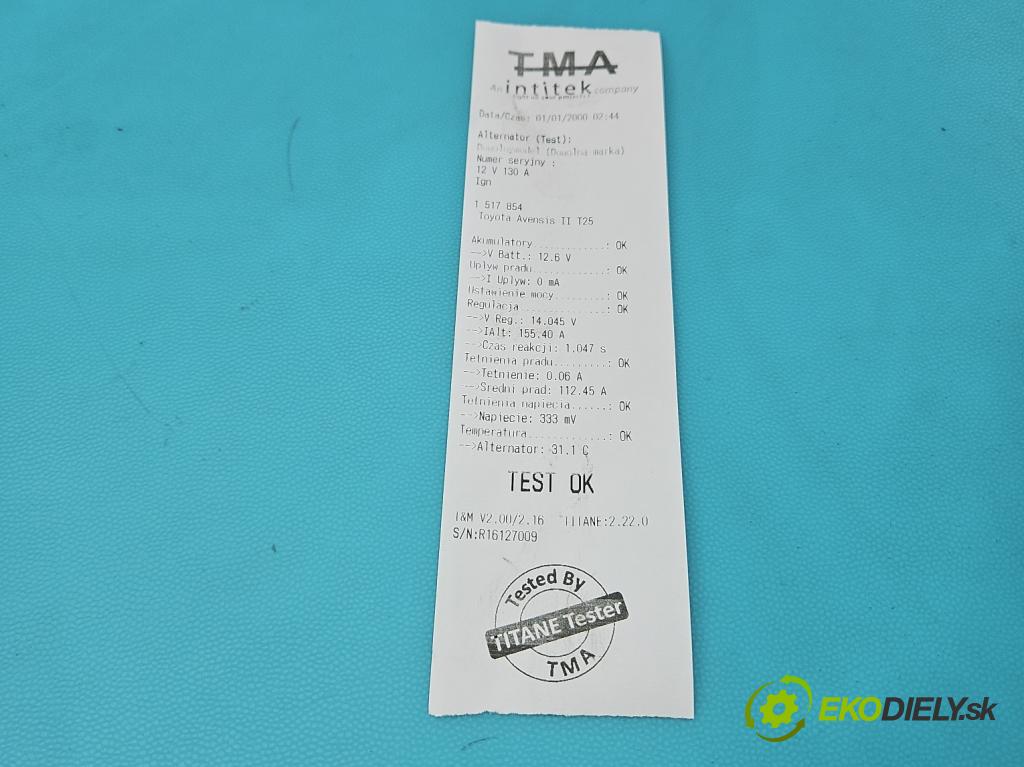 TMA
An intitek company
Data/Czas: 01/01/2000 02:44
Alternator (Test):
(Dowolna marka)
Numer seryjny :
12 V 130 A
Ign
1 517 854
Toyota Avensis II T25
Akumulatory............: OK
-->V Batt.: 12.6 V
Uplyw pradu............: OK
-->I Uplyw: 0 mA
Ustawienie mocy........: OK
Regulacja..............: OK
-->V Reg.: 14.045 V
-->IAlt: 155.40 A
-->Czas reakcji: 1.047 s
Tetnienia pradu.........: OK
-->Tetnienie: 0.06 A
-->Sredni prad: 112.45 A
Tetnienia napiecia......: OK
-->Napiecie: 333 mV
Temperatura.............: OK
-->Alternator: 31.1 C
TEST OK
T&M V2.00/2.16 TITANE:2.22.0
S/N:R16127009
Tested By
TITANE Tester
TMA
EKODIELY.sk